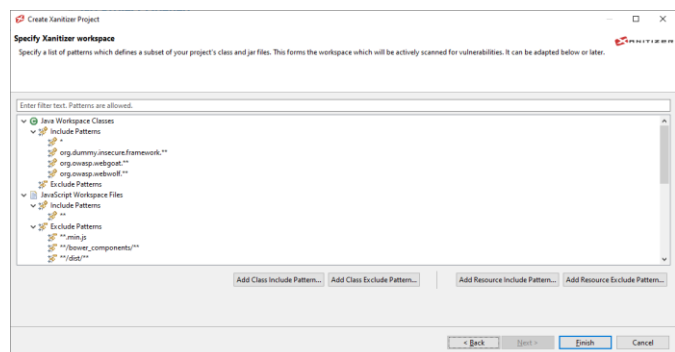 Create Xanitizer Project
Specify Xanitizer workspace
Specify a list of patterns which defines a subset of your project's class and jar files. This forms the workspace which will be actively scanned for vulnerabilities. It can be adapted below or later.
XANITIZER
Enter filter text. Patterns are allowed.
Java Workspace Classes
Include Patterns
*
org.dummy.insecure.framework.**
org.owasp.webgoat.**
org.owasp.webwolf.**
Exclude Patterns
JavaScript Workspace Files
Include Patterns
**
Exclude Patterns
**.min.js
**/bower_components/**
**/dist/**
Add Class Include Pattern... Add Class Exclude Pattern... Add Resource Include Pattern... Add Resource Exclude Pattern...
< Back Next > Finish Cancel